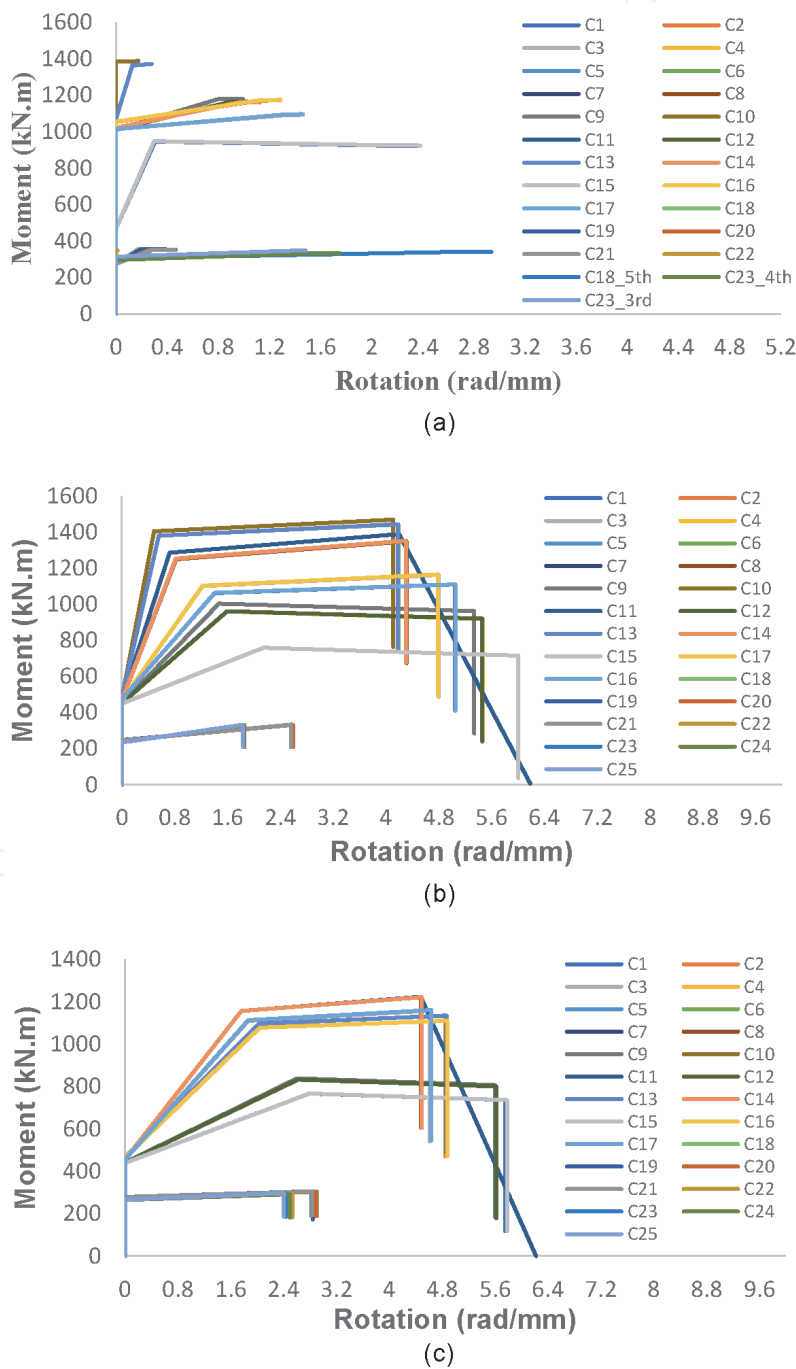 1600
1400
1200
1000
800
600
400
200
0
Moment (kN.m)
0 0.4 0.8 1.2 1.6 2 2.4 2.8 3.2 3.6 4 4.4 4.8 5.2
Rotation (rad/mm)
C1 C2
C3 C4
C5 C6
C7 C8
C9 C10
C11 C12
C13 C14
C15 C16
C17 C18
C19 C20
C21 C22
C18_5th C23_4th
C23_3rd
(a)
1600
1400
1200
1000
800
600
400
200
0
Moment (kN.m)
0 0.8 1.6 2.4 3.2 4 4.8 5.6 6.4 7.2 8 8.8 9.6
Rotation (rad/mm)
C1 C2
C3 C4
C5 C6
C7 C8
C9 C10
C11 C12
C13 C14
C15 C17
C16 C18
C19 C20
C21 C22
C23 C24
C25
(b)
1400
1200
1000
800
600
400
200
0
Moment (kN.m)
0 0.8 1.6 2.4 3.2 4 4.8 5.6 6.4 7.2 8 8.8 9.6
Rotation (rad/mm)
C1 C2
C3 C4
C5 C6
C7 C8
C9 C10
C11 C12
C13 C14
C15 C16
C17 C18
C19 C20
C21 C22
C23 C24
C25
(c)